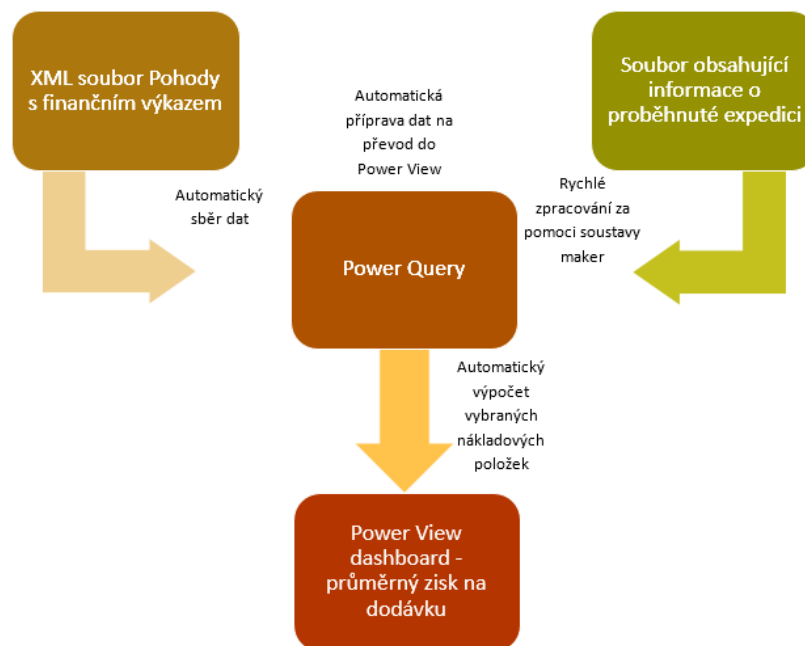 XML soubor Pohody
s finančním výkazem
Soubor obsahující
informace o
proběhnuté expedici
Automatická
příprava dat na
převod do
Power View
Automatický
sběr dat
Rychlé
zpracování za
pomoci soustavy
maker
Power Query
Automatický
výpočet
vybraných
nákladových
položek
Power View
dashboard -
průměrný zisk na
dodávku